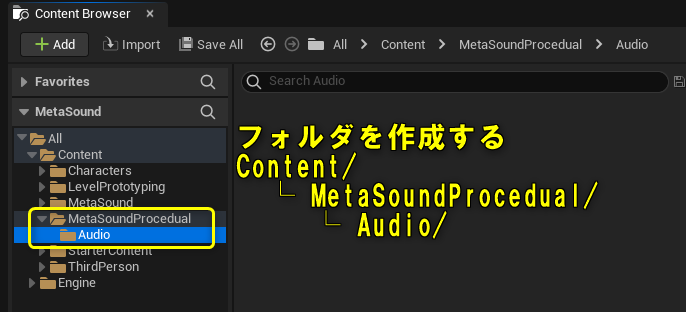 Content Browser
Add
Import
Save All
All
Content
MetaSoundProcedual
Audio
Favorites
Search Audio
MetaSound
All
Content
Characters
LevelPrototyping
MetaSound
MetaSoundProcedual
Audio
StarterContent
ThirdPerson
Engine
フォルダを作成する
Content/
└ MetaSoundProcedual/
└ Audio/